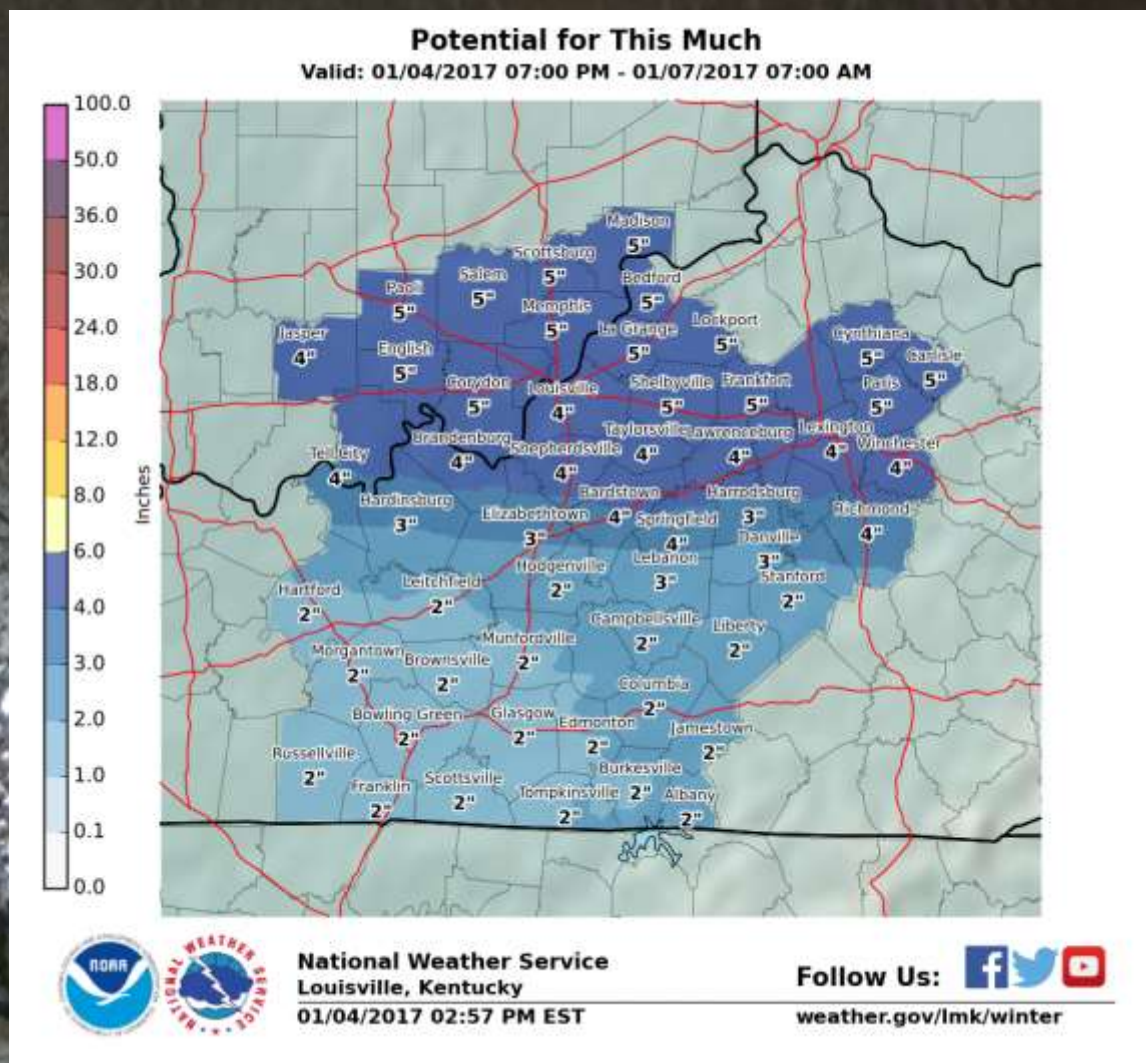 Potential for This Much
Valid: 01/04/2017 07:00 PM - 01/07/2017 07:00 AM
100.0
50.0
36.0
30.0
24.0
18.0
12.0
8.0
6.0
4.0
3.0
2.0
1.0
0.1
0.0
Inches
Madison
5"
Scottsburg
5"
Salem
5"
Bedford
5"
Paoli
5"
Memphis
5"
La Grange
5"
Lockport
5"
Jasper
4"
English
5"
Cynthiana
5"
Carlisle
5"
Corydon
5"
Louisville
4"
Shelbyville
5"
Frankfort
5"
Paris
5"
Brandenburg
4"
Shepherdsville
4"
Taylorsville
4"
Lawrenceburg
4"
Lexington
4"
Winchester
4"
Tell City
4"
Hardinsburg
3"
Elizabethtown
3"
Bardstown
4"
Springfield
4"
Harrodsburg
3"
Richmond
4"
Danville
3"
Lebanon
3"
Hodgenville
2"
Stanford
2"
Hartford
2"
Leitchfield
2"
Campbellsville
2"
Liberty
2"
Munfordville
2"
Morgantown
2"
Brownsville
2"
Columbia
2"
Bowling Green
2"
Glasgow
2"
Edmonton
2"
Jamestown
2"
Russellville
2"
Franklin
2"
Scottsville
2"
Tompkinsville
2"
Burkesville
2"
Albany
2"
NOAA
NATIONAL WEATHER SERVICE
National Weather Service
Louisville, Kentucky
01/04/2017 02:57 PM EST
Follow Us:
weather.gov/lmk/winter